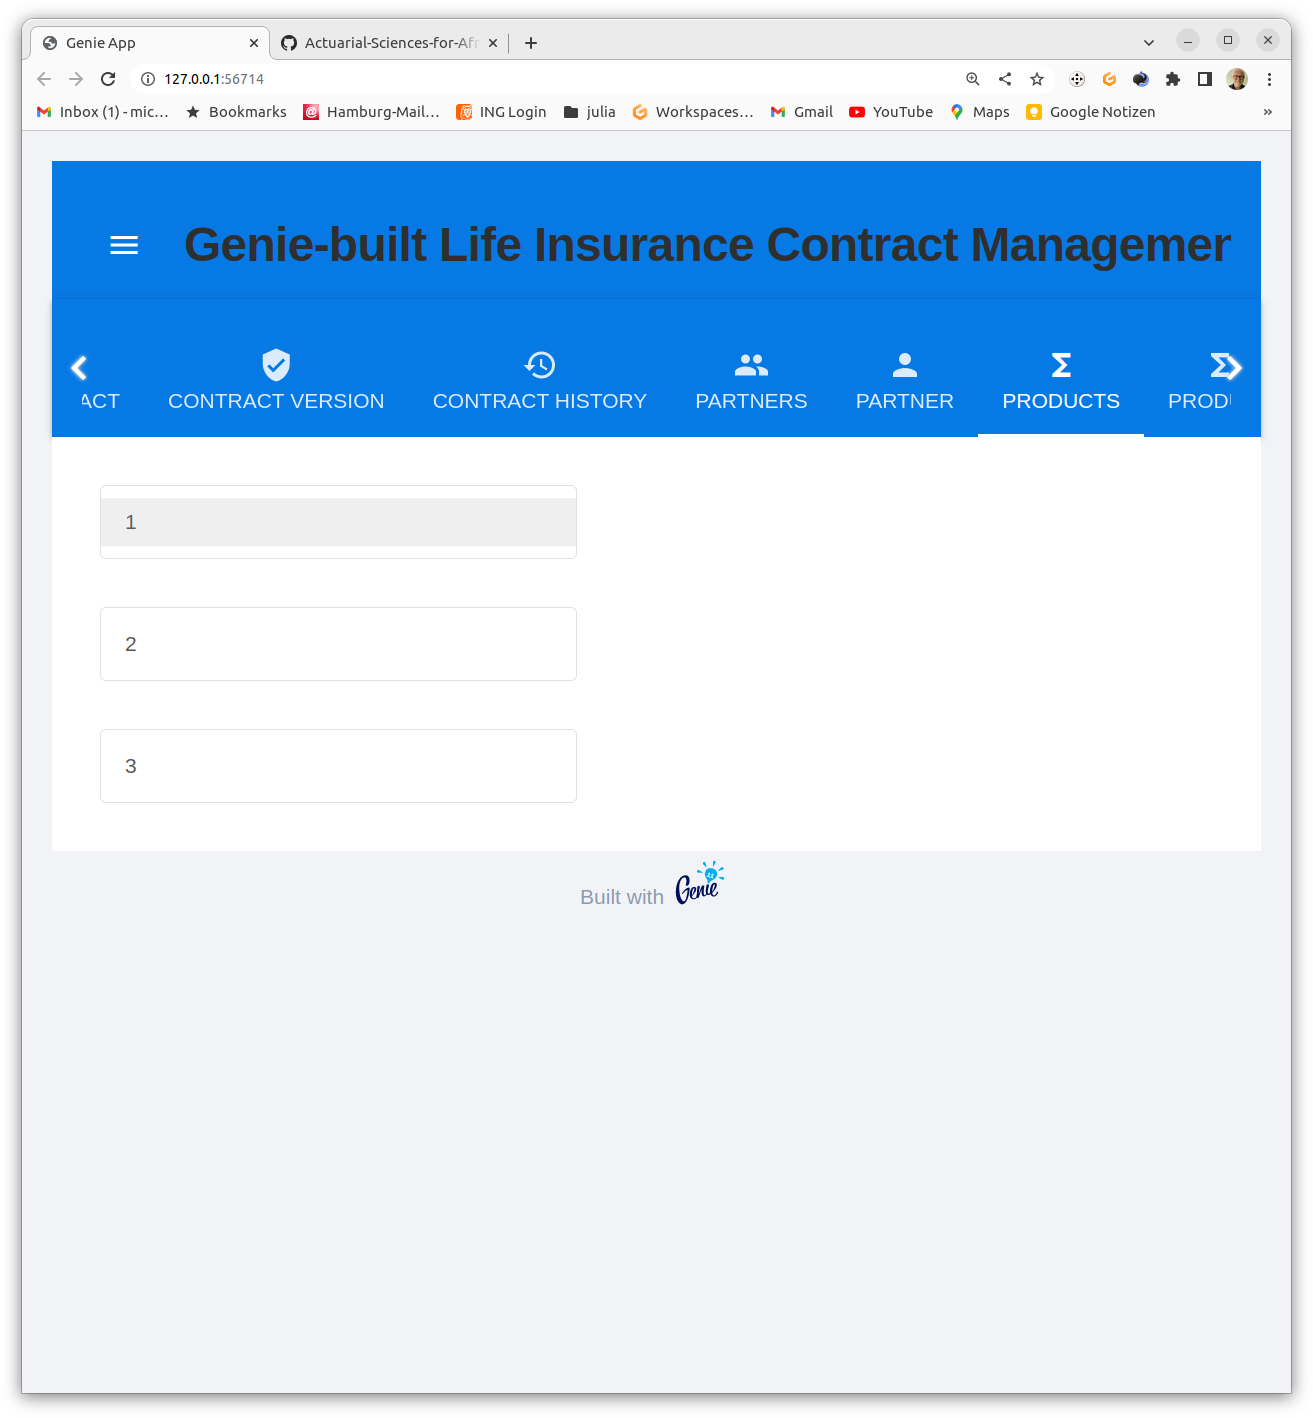 Genie App
Actuarial-Sciences-for-Afr
127.0.0.1:56714
Inbox (1) - mic…
Bookmarks
Hamburg-Mail…
ING Login
julia
Workspaces…
Gmail
YouTube
Maps
Google Notizen
»
Genie-built Life Insurance Contract Managemen
ACT
CONTRACT VERSION
CONTRACT HISTORY
PARTNERS
PARTNER
PRODUCTS
PRODU
1
2
3
Built with Genie